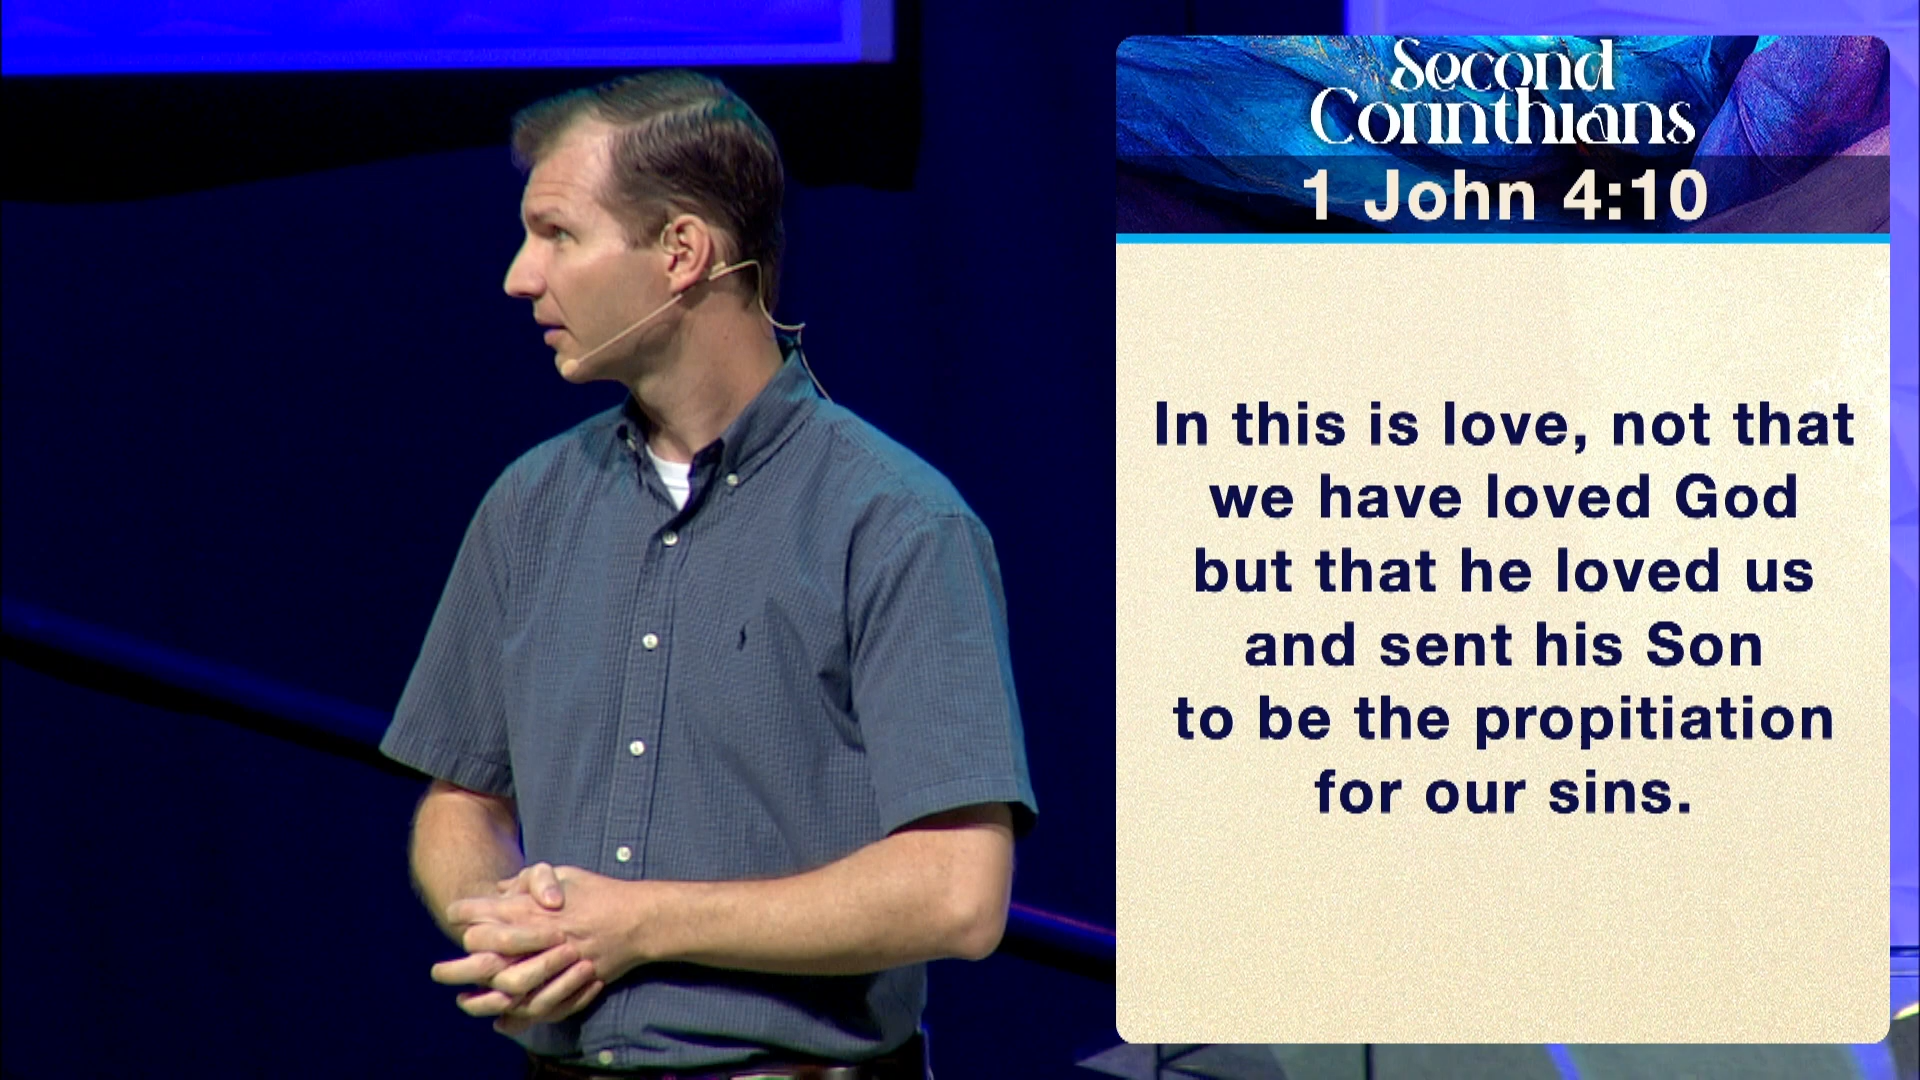 Second
Corinthians
1 John 4:10
In this is love, not that
we have loved God
but that he loved us
and sent his Son
to be the propitiation
for our sins.